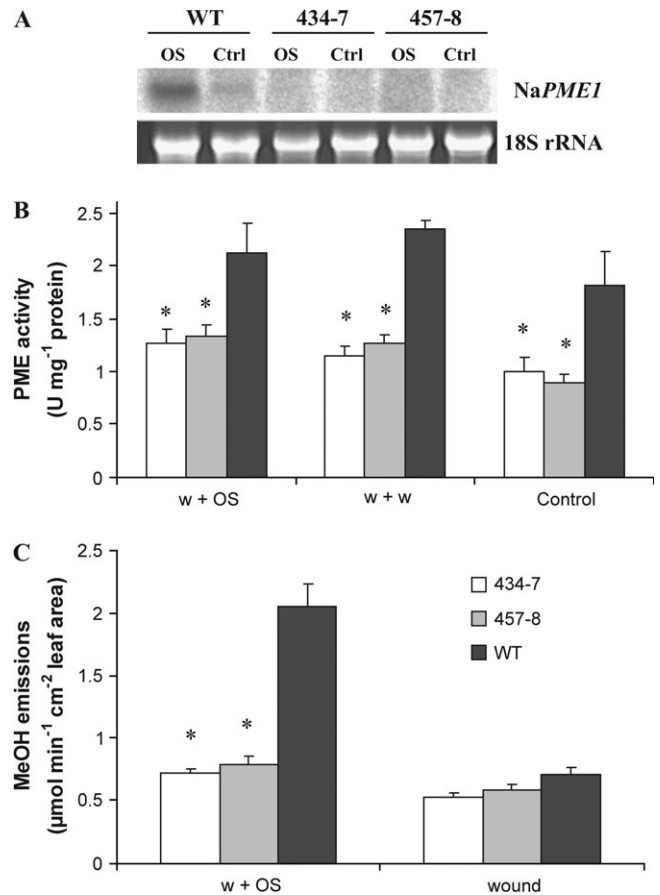 A
WT 434-7 457-8
OS Ctrl OS Ctrl OS Ctrl
NaPME1
18S rRNA
B
PME activity
(U mg⁻¹ protein)
2.5
2
1.5
1
0.5
0
* *
* *
* *
w + OS w + w Control
C
MeOH emissions
(µmol min⁻¹ cm⁻² leaf area)
2.5
2
1.5
1
0.5
0
* *
434-7
457-8
WT
w + OS wound